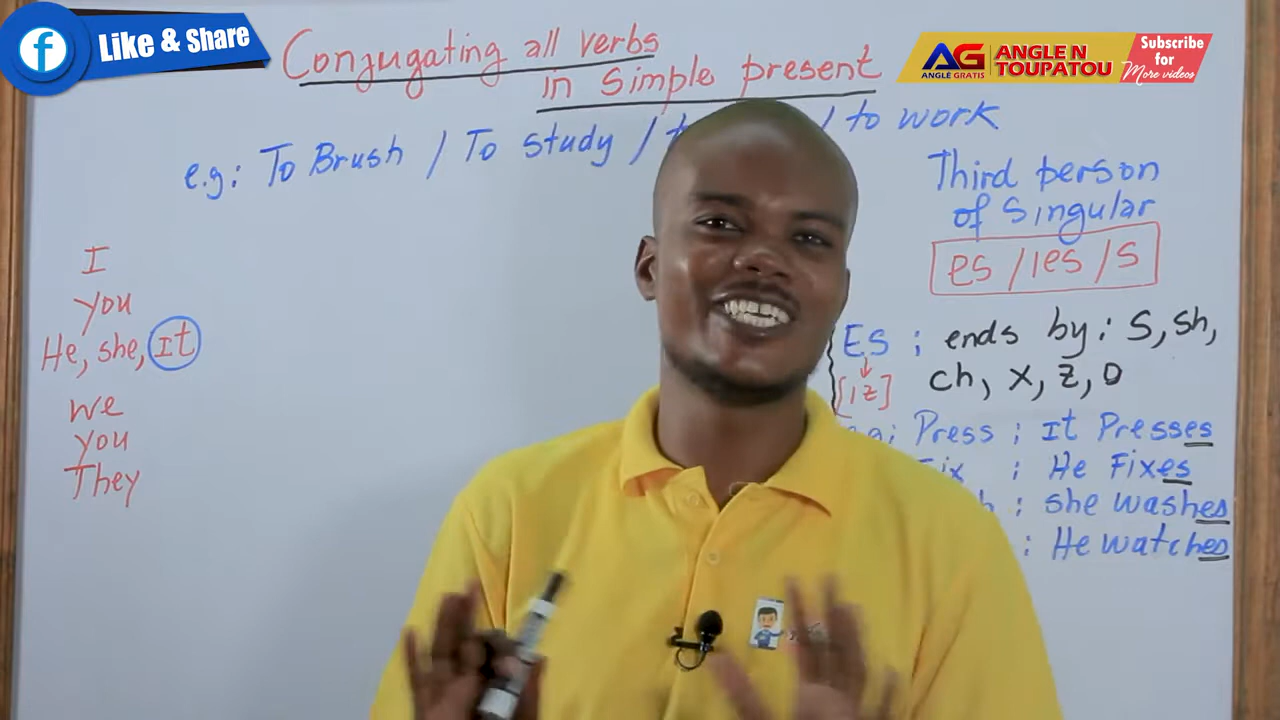 f
Like & Share
Conjugating all verbs
in Simple present
AG
ANGLÈ GRATIS
ANGLE N
TOUPATOU
Subscribe
for
More videos
e.g: To Brush / To study / / to work
Third person
of Singular
es / ies / s
I
you
He, she, It
we
you
They
Es ; ends by : S, sh,
[iz] ch, x, z, o
Press ; It Presses
; He Fixes
; she washes
: He watches